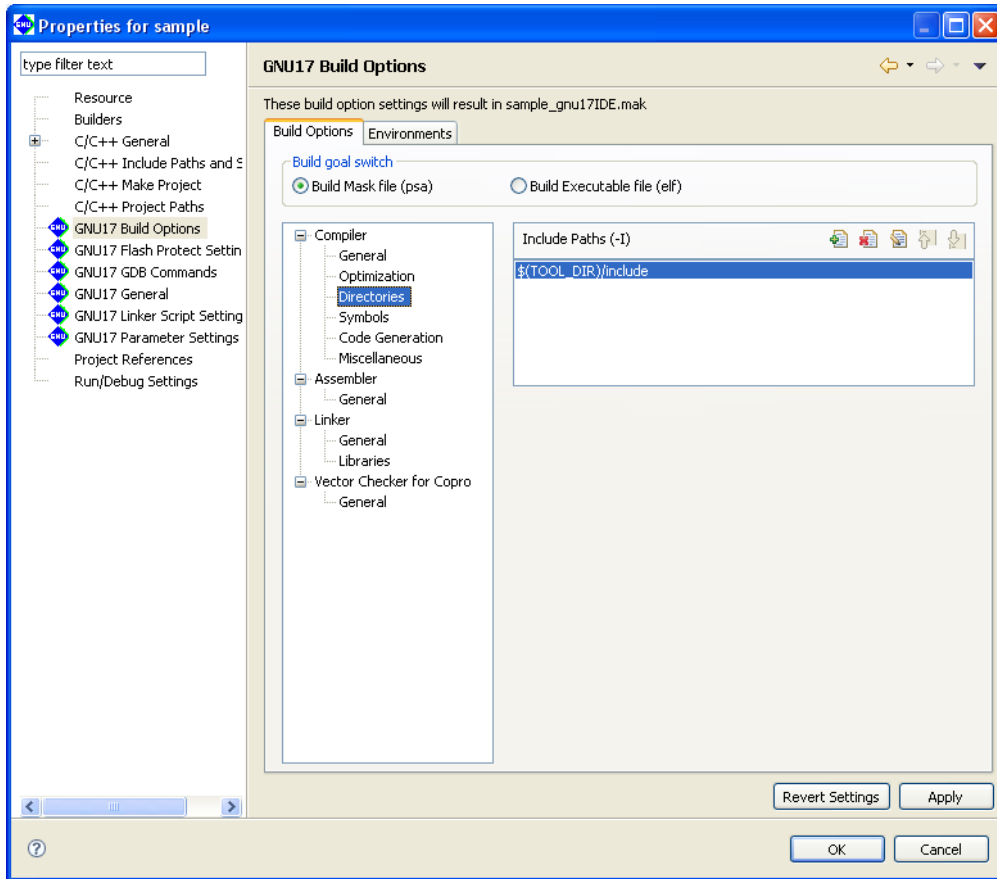 Properties for sample
type filter text
Resource
Builders
C/C++ General
C/C++ Include Paths and S
C/C++ Make Project
C/C++ Project Paths
GNU17 Build Options
GNU17 Flash Protect Settin
GNU17 GDB Commands
GNU17 General
GNU17 Linker Script Setting
GNU17 Parameter Settings
Project References
Run/Debug Settings
GNU17 Build Options
These build option settings will result in sample_gnu17IDE.mak
Build Options Environments
Build goal switch
Build Mask file (psa) Build Executable file (elf)
Compiler
General
Optimization
Directories
Symbols
Code Generation
Miscellaneous
Assembler
General
Linker
General
Libraries
Vector Checker for Copro
General
Include Paths (-I)
$(TOOL_DIR)/include
Revert Settings Apply
OK Cancel